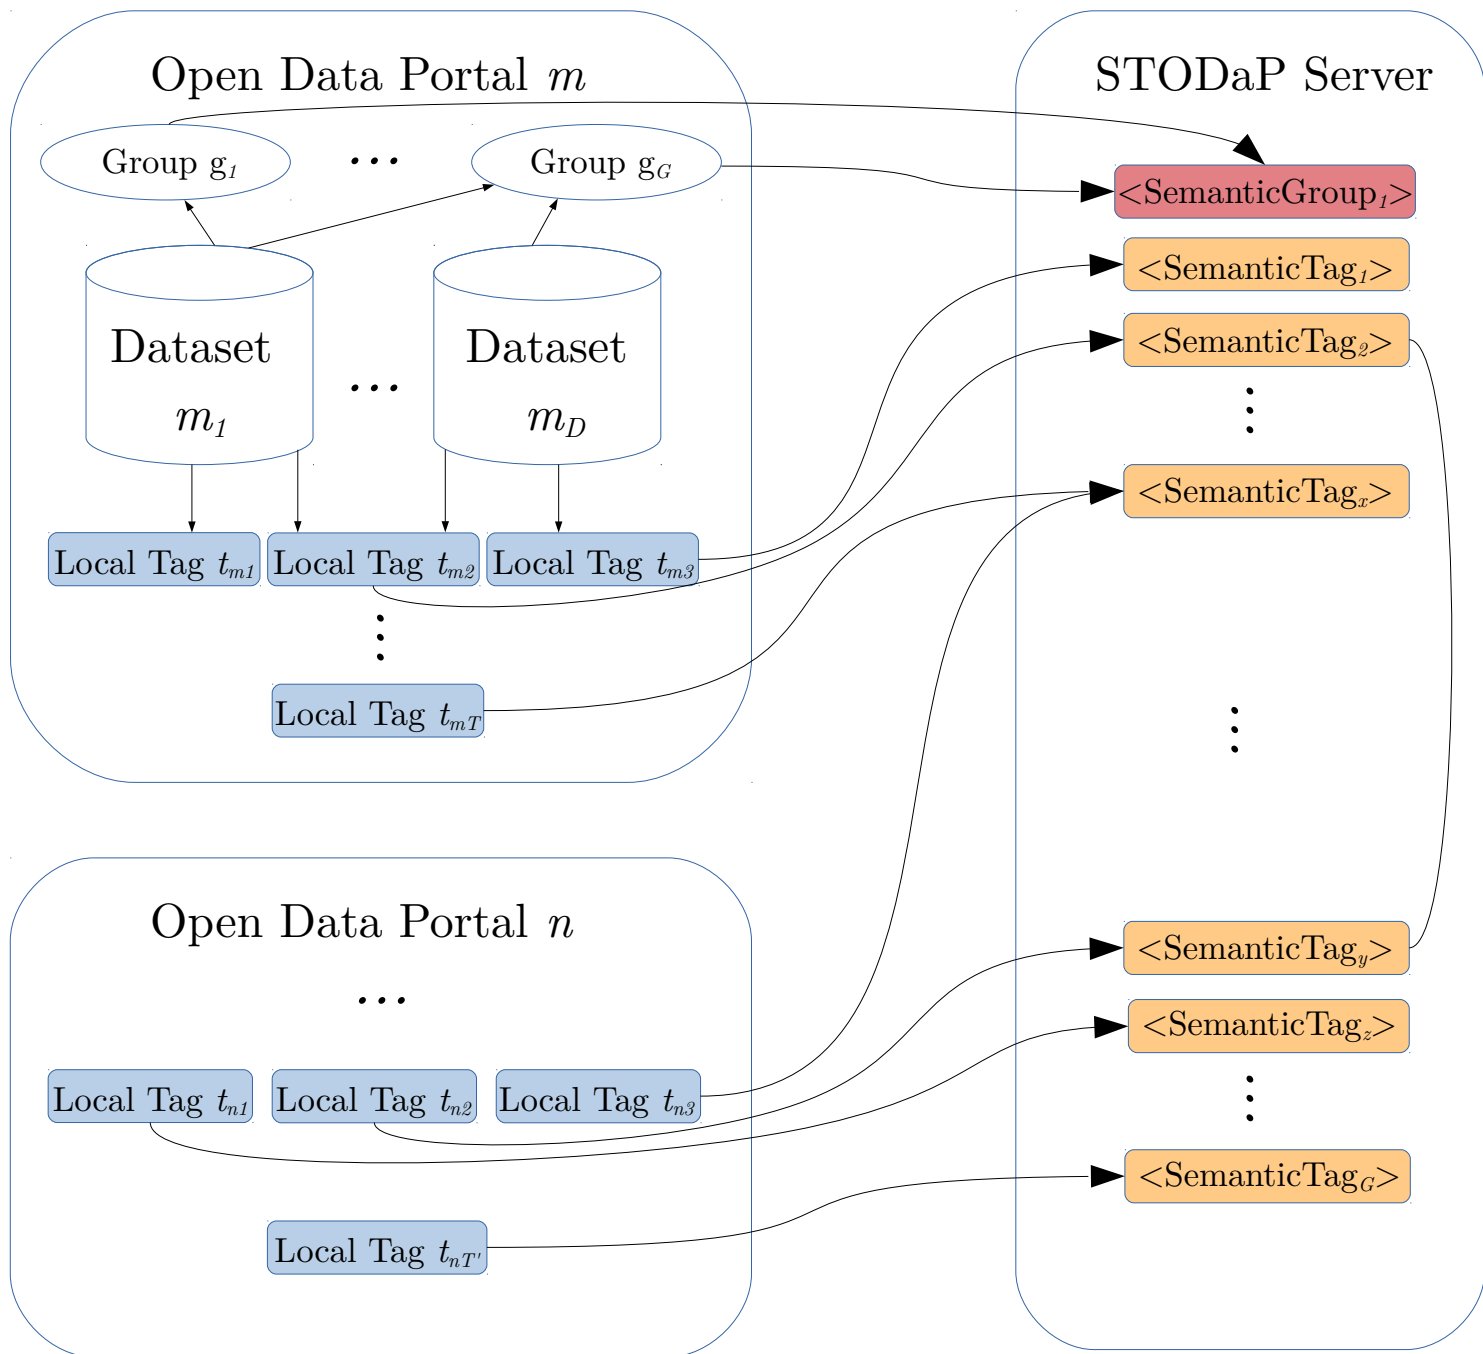 Open Data Portal m
Group g1
...
Group gG
Dataset
m1
...
Dataset
mD
Local Tag tm1
Local Tag tm2
Local Tag tm3
Local Tag tmT
Open Data Portal n
...
Local Tag tn1
Local Tag tn2
Local Tag tn3
Local Tag tnT'
STODaP Server
<SemanticGroup1>
<SemanticTag1>
<SemanticTag2>
<SemanticTagx>
<SemanticTagy>
<SemanticTagz>
<SemanticTagG>